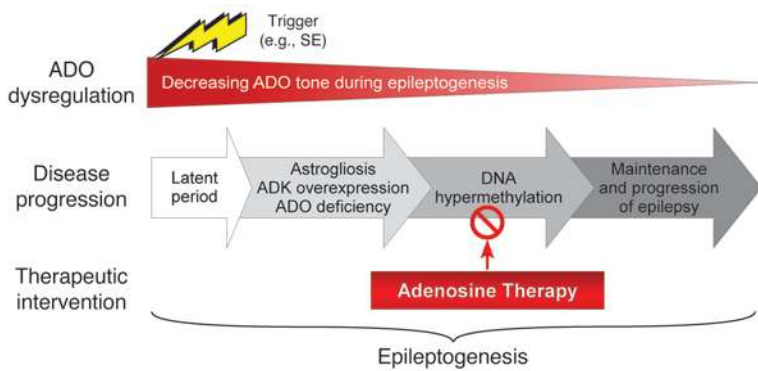 Trigger
(e.g., SE)
ADO
dysregulation
Decreasing ADO tone during epileptogenesis
Disease
progression
Latent
period
Astrogliosis
ADK overexpression
ADO deficiency
DNA
hypermethylation
Maintenance
and progression
of epilepsy
Therapeutic
intervention
Adenosine Therapy
Epileptogenesis